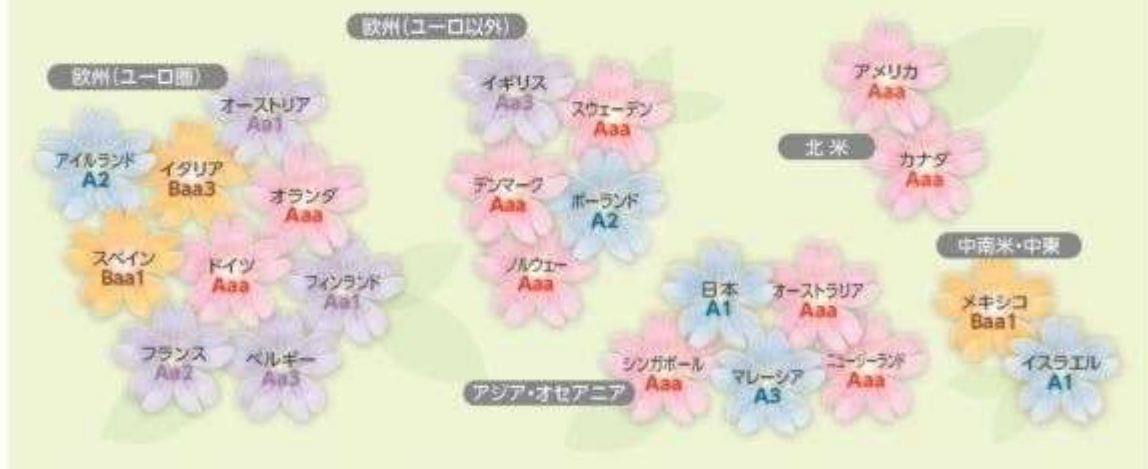 欧州(ユーロ圏)
オーストリア
Aa1
アイルランド
A2
イタリア
Baa3
オランダ
Aaa
スペイン
Baa1
ドイツ
Aaa
フィンランド
Aa1
フランス
Aa2
ベルギー
Aa3
欧州(ユーロ以外)
イギリス
Aa3
スウェーデン
Aaa
デンマーク
Aaa
ポーランド
A2
ノルウェー
Aaa
北米
アメリカ
Aaa
カナダ
Aaa
アジア・オセアニア
日本
A1
オーストラリア
Aaa
シンガポール
Aaa
マレーシア
A3
ニュージーランド
Aaa
中南米・中東
メキシコ
Baa1
イスラエル
A1